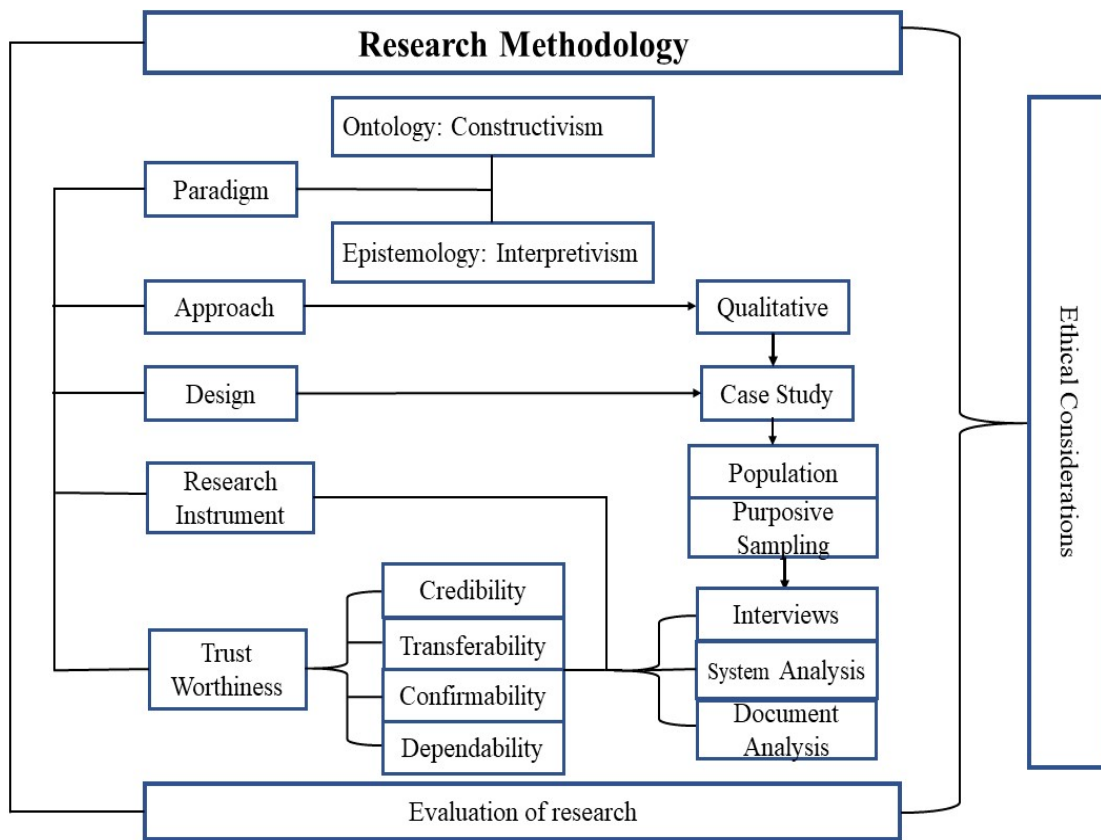 Research Methodology
Ontology: Constructivism
Paradigm
Epistemology: Interpretivism
Approach
Qualitative
Design
Case Study
Population
Research
Instrument
Purposive
Sampling
Credibility
Interviews
Transferability
Trust
Worthiness
System Analysis
Confirmability
Document
Analysis
Dependability
Evaluation of research
Ethical Considerations